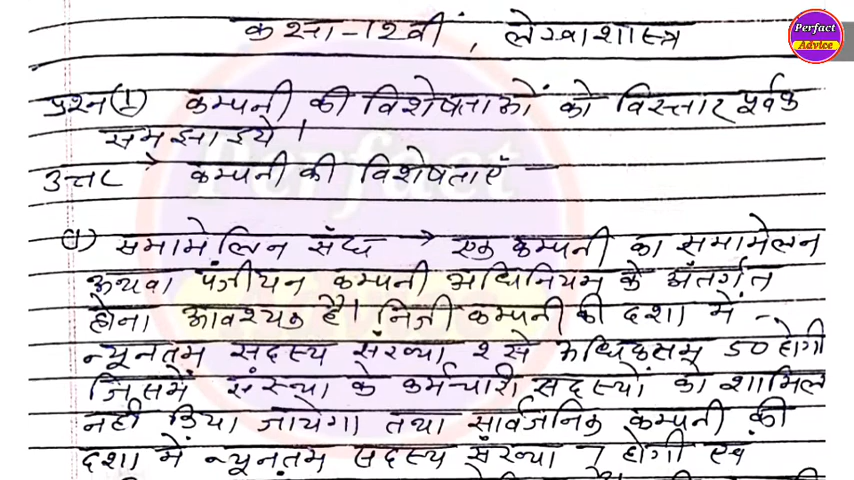 कक्षा-12वीं, लेखाशास्त्र
Perfect
Advice
प्रश्न(1) कम्पनी की विशेषताओं को विस्तार पूर्वक
समझाइये।
उत्तर → कम्पनी की विशेषताएँ —
(1) समामेलिन संघ → एक कम्पनी का समामेलन
अथवा पंजीयन कम्पनी अधिनियम के अंतर्गत
होना आवश्यक है। निजी कम्पनी की दशा में -
न्यूनतम सदस्य संख्या 2 से अधिकतम 50 होगी
जिसमें संस्था के कर्मचारी सदस्यों को शामिल
नहीं किया जायेगा तथा सार्वजनिक कम्पनी की
दशा में न्यूनतम सदस्य संख्या 7 होगी एवं